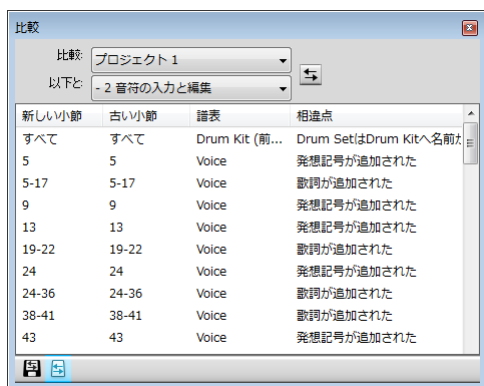 比較
比較: プロジェクト 1
以下と: - 2 音符の入力と編集
新しい小節 古い小節 譜表 相違点
すべて すべて Drum Kit (前... Drum SetはDrum Kitへ名前が
5 5 Voice 発想記号が追加された
5-17 5-17 Voice 歌詞が追加された
9 9 Voice 発想記号が追加された
13 13 Voice 発想記号が追加された
19-22 19-22 Voice 歌詞が追加された
24 24 Voice 発想記号が追加された
24-36 24-36 Voice 歌詞が追加された
38-41 38-41 Voice 歌詞が追加された
43 43 Voice 発想記号が追加された